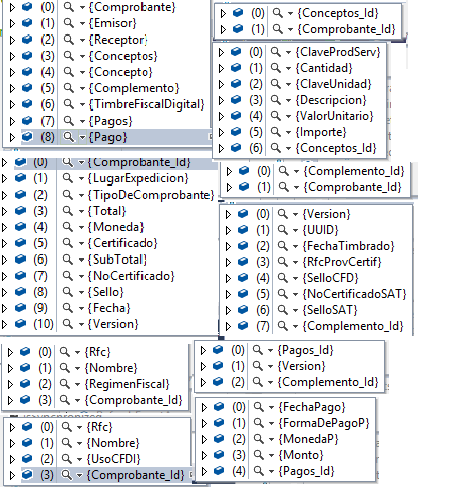 (0) {Comprobante}
(1) {Emisor}
(2) {Receptor}
(3) {Conceptos}
(4) {Concepto}
(5) {Complemento}
(6) {TimbreFiscalDigital}
(7) {Pagos}
(8) {Pago}
(0) {Conceptos_Id}
(1) {Comprobante_Id}
(0) {ClaveProdServ}
(1) {Cantidad}
(2) {ClaveUnidad}
(3) {Descripcion}
(4) {ValorUnitario}
(5) {Importe}
(6) {Conceptos_Id}
(0) {Comprobante_Id}
(1) {LugarExpedicion}
(2) {TipoDeComprobante}
(3) {Total}
(4) {Moneda}
(5) {Certificado}
(6) {SubTotal}
(7) {NoCertificado}
(8) {Sello}
(9) {Fecha}
(10) {Version}
(0) {Complemento_Id}
(1) {Comprobante_Id}
(0) {Version}
(1) {UUID}
(2) {FechaTimbrado}
(3) {RfcProvCertif}
(4) {SelloCFD}
(5) {NoCertificadoSAT}
(6) {SelloSAT}
(7) {Complemento_Id}
(0) {Rfc}
(1) {Nombre}
(2) {RegimenFiscal}
(3) {Comprobante_Id}
(0) {Pagos_Id}
(1) {Version}
(2) {Complemento_Id}
(0) {Rfc}
(1) {Nombre}
(2) {UsoCFDI}
(3) {Comprobante_Id}
(0) {FechaPago}
(1) {FormaDePagoP}
(2) {MonedaP}
(3) {Monto}
(4) {Pagos_Id}